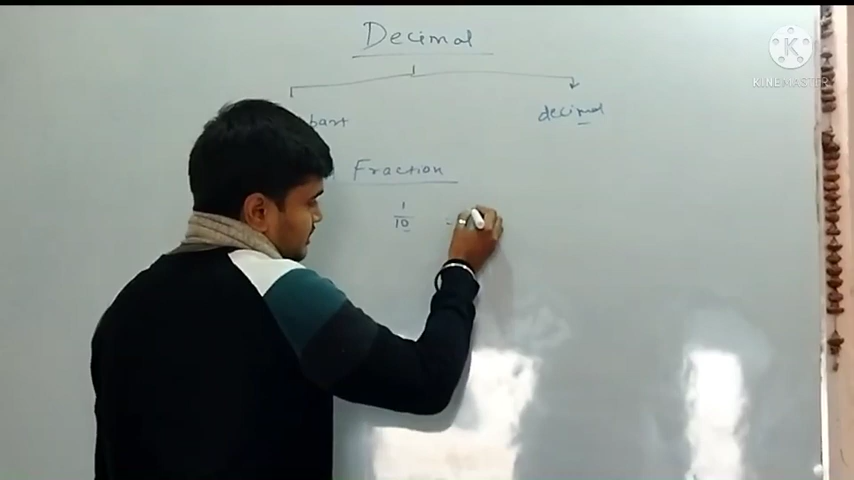 Decimal
part
decimal
Fraction
1
10 =
K
KINEMASTER